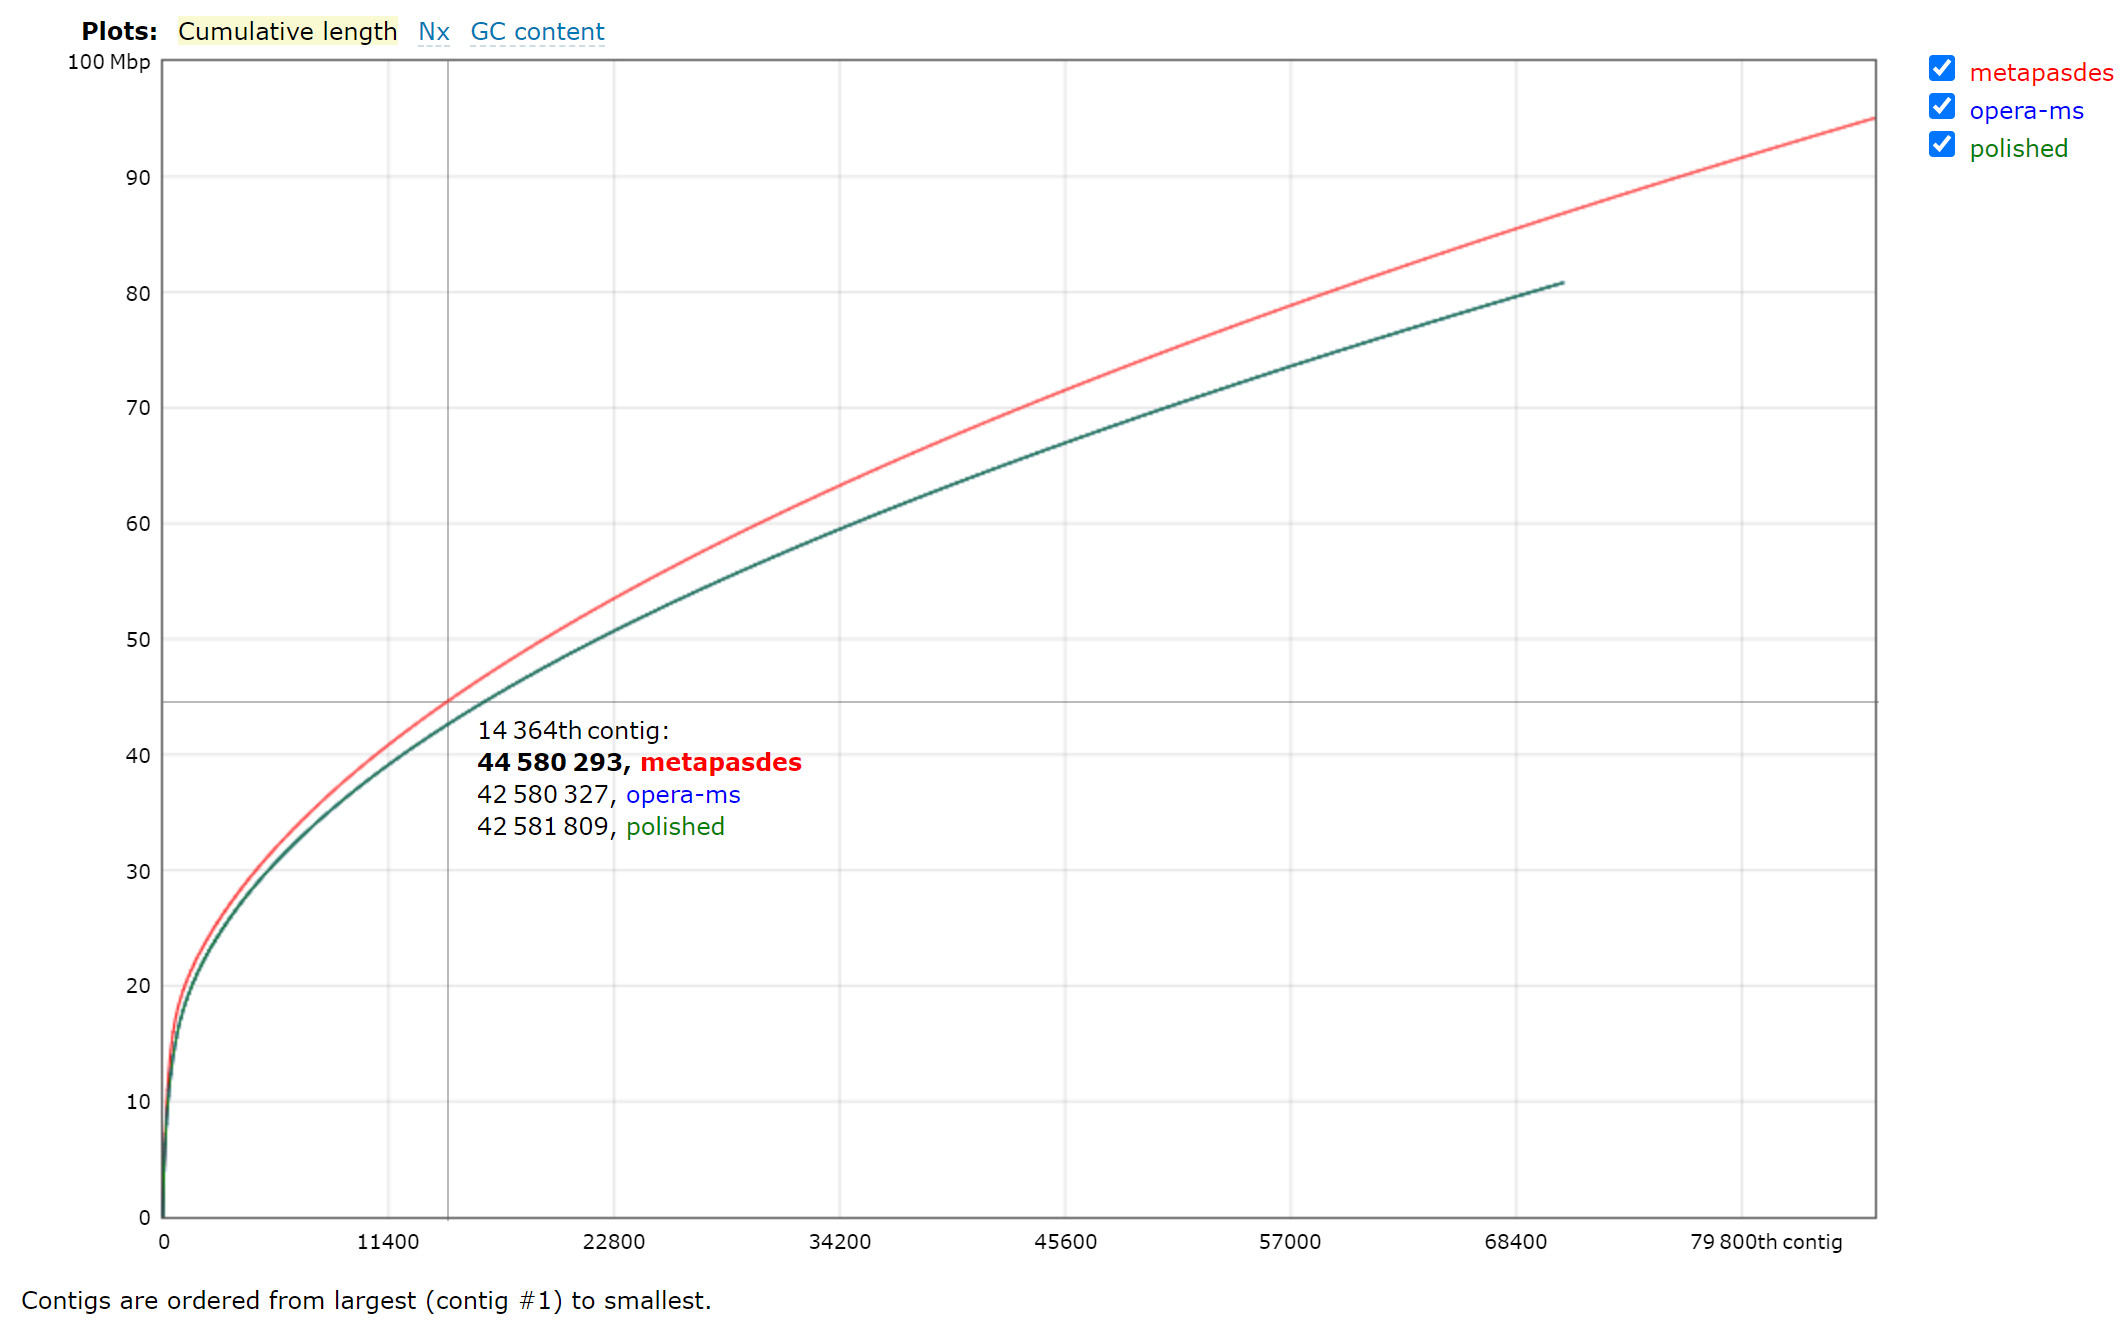 Plots: Cumulative length Nx GC content
100 Mbp
90
80
70
60
50
40
30
20
10
0
metapasdes
opera-ms
polished
14 364th contig:
44 580 293, metapasdes
42 580 327, opera-ms
42 581 809, polished
0 11400 22800 34200 45600 57000 68400 79 800th contig
Contigs are ordered from largest (contig #1) to smallest.